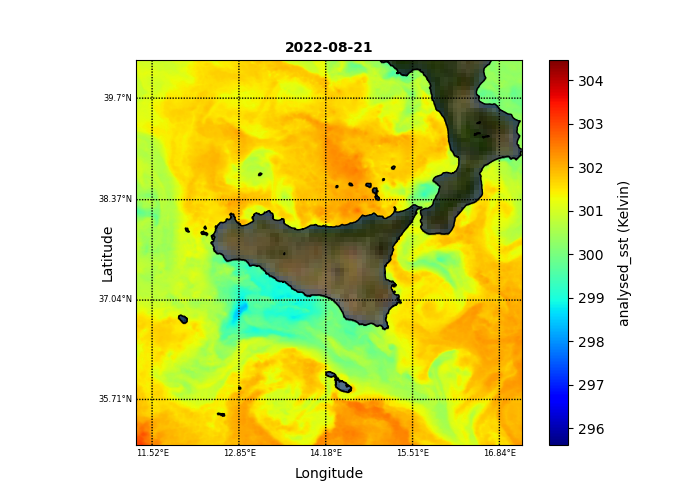 2022-08-21
39.7°N
38.37°N
37.04°N
35.71°N
Latitude
11.52°E 12.85°E 14.18°E 15.51°E 16.84°E
Longitude
304
303
302
301
300
299
298
297
296
analysed_sst (Kelvin)